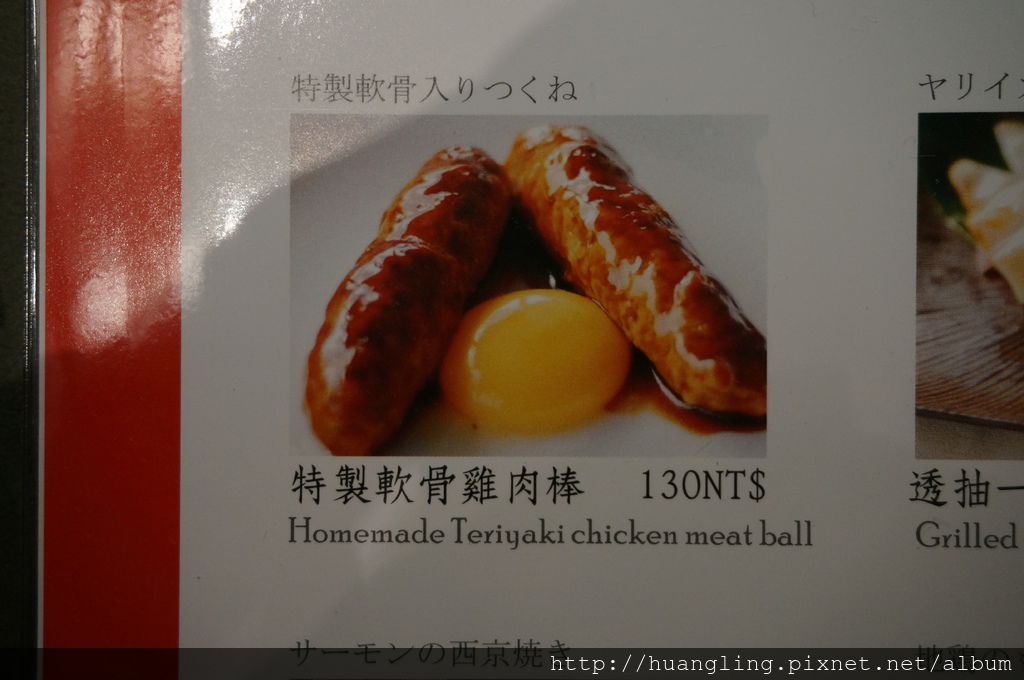 特製軟骨入りつくね
特製軟骨雞肉棒 130NT$
Homemade Teriyaki chicken meat ball
サーモンの西京焼き
ヤリイ
透抽一
Grilled
http://huangling.pixnet.net/album